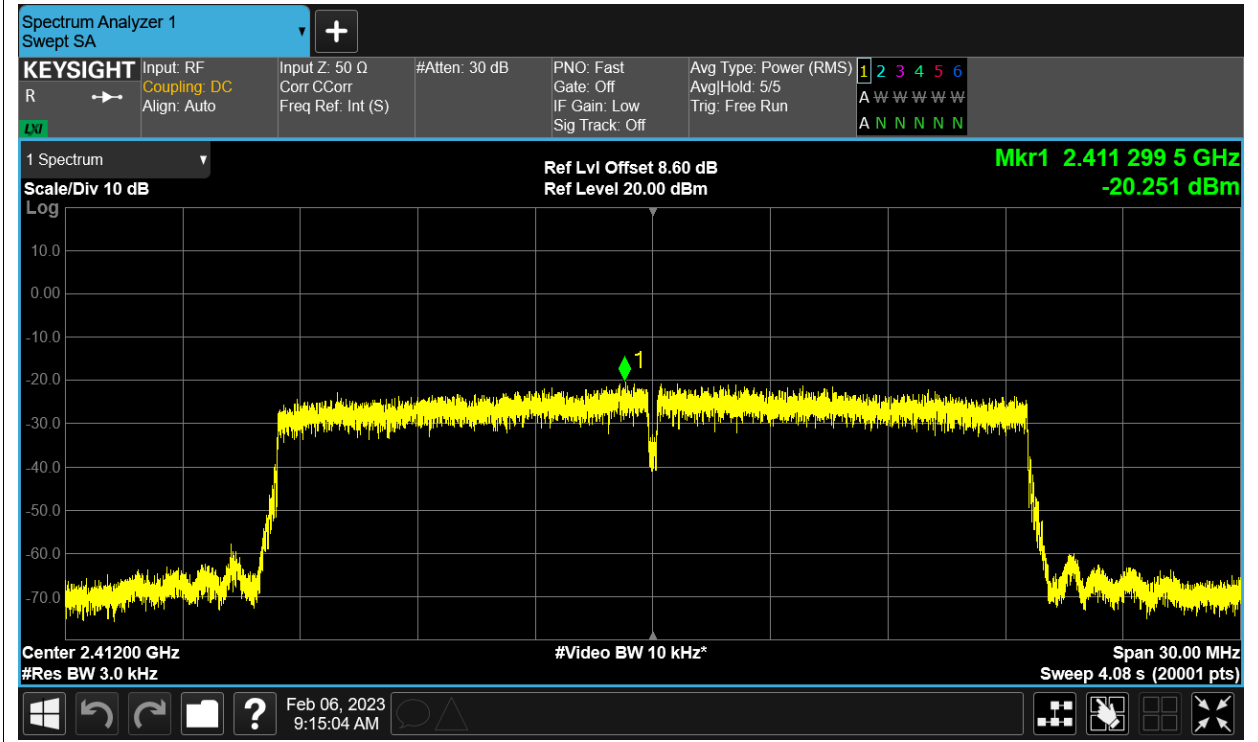 Spectrum Analyzer 1
Swept SA
KEYSIGHT
R
LXI
Input: RF
Coupling: DC
Align: Auto
Input Z: 50 Ω
Corr CCorr
Freq Ref: Int (S)
#Atten: 30 dB
PNO: Fast
Gate: Off
IF Gain: Low
Sig Track: Off
Avg Type: Power (RMS)
Avg|Hold: 5/5
Trig: Free Run
1 2 3 4 5 6
A W W W W W
A N N N N N
1 Spectrum
Scale/Div 10 dB
Log
Ref Lvl Offset 8.60 dB
Ref Level 20.00 dBm
Mkr1 2.411 299 5 GHz
-20.251 dBm
10.0
0.00
-10.0
1
-20.0
-30.0
-40.0
-50.0
-60.0
-70.0
Center 2.41200 GHz
#Video BW 10 kHz*
Span 30.00 MHz
#Res BW 3.0 kHz
Sweep 4.08 s (20001 pts)
?
Feb 06, 2023
9:15:04 AM